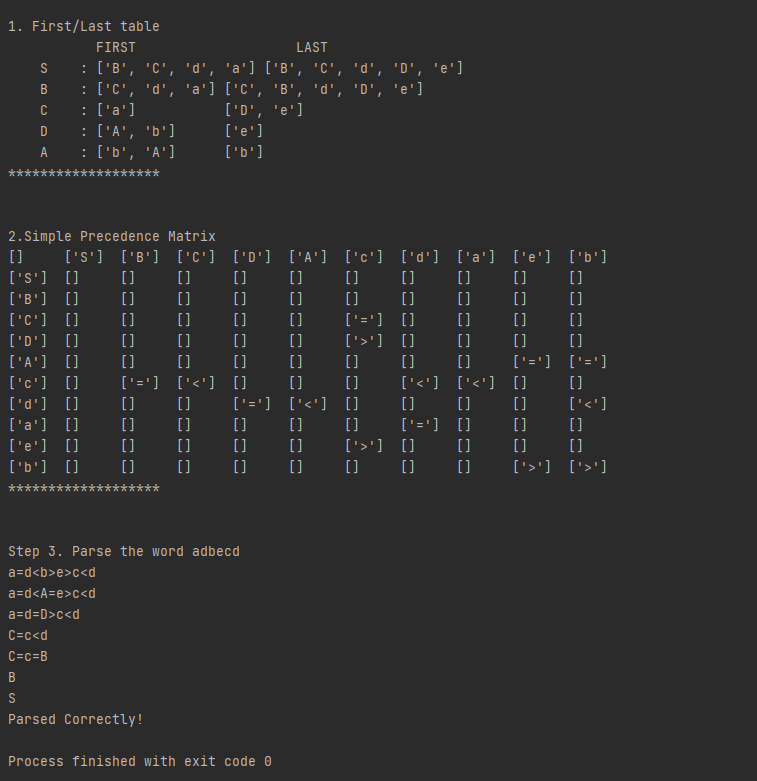 1. First/Last table
           FIRST                    LAST
    S    : ['B', 'C', 'd', 'a'] ['B', 'C', 'd', 'D', 'e']
    B    : ['C', 'd', 'a'] ['C', 'B', 'd', 'D', 'e']
    C    : ['a']           ['D', 'e']
    D    : ['A', 'b']      ['e']
    A    : ['b', 'A']      ['b']
*******************
2.Simple Precedence Matrix
[]     ['S']  ['B']  ['C']  ['D']  ['A']  ['c']  ['d']  ['a']  ['e']  ['b']
['S']  []     []     []     []     []     []     []     []     []     []
['B']  []     []     []     []     []     []     []     []     []     []
['C']  []     []     []     []     []     ['=']  []     []     []     []
['D']  []     []     []     []     []     ['>']  []     []     []     []
['A']  []     []     []     []     []     []     []     []     ['=']  ['=']
['c']  []     ['=']  ['<']  []     []     []     ['<']  ['<']  []     []
['d']  []     []     []     ['=']  ['<']  []     []     []     []     ['<']
['a']  []     []     []     []     []     []     ['=']  []     []     []
['e']  []     []     []     []     []     ['>']  []     []     []     []
['b']  []     []     []     []     []     []     []     []     ['>']  ['>']
*******************
Step 3. Parse the word adbecd
a=d<b>e>c<d
a=d<A=e>c<d
a=d=D>c<d
C=c<d
C=c=B
B
S
Parsed Correctly!
Process finished with exit code 0